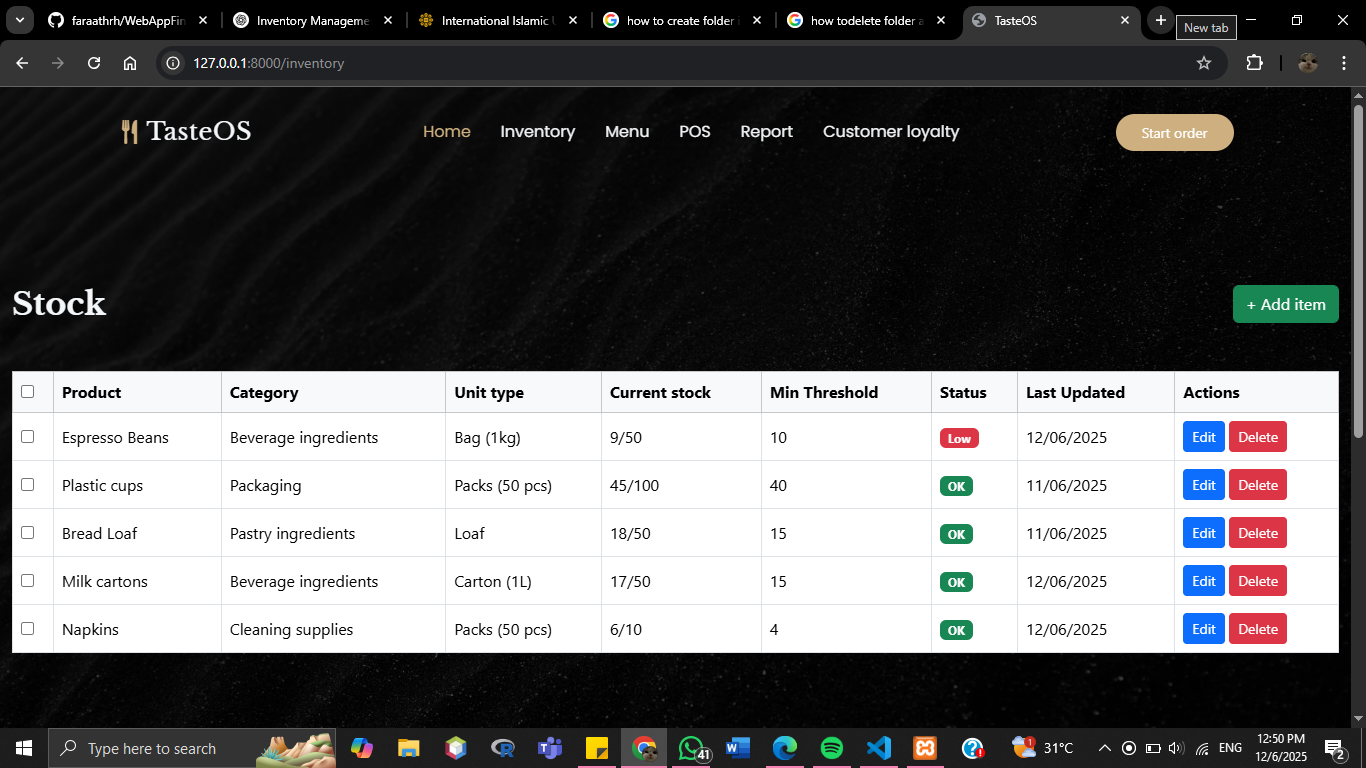 faraathrh/WebAppFin
Inventory Manageme
International Islamic U
how to create folder i
how todelete folder a
TasteOS
New tab
127.0.0.1:8000/inventory
TasteOS
Home Inventory Menu POS Report Customer loyalty
Start order
Stock
+ Add item
Product Category Unit type Current stock Min Threshold Status Last Updated Actions
Espresso Beans Beverage ingredients Bag (1kg) 9/50 10 Low 12/06/2025 Edit Delete
Plastic cups Packaging Packs (50 pcs) 45/100 40 OK 11/06/2025 Edit Delete
Bread Loaf Pastry ingredients Loaf 18/50 15 OK 11/06/2025 Edit Delete
Milk cartons Beverage ingredients Carton (1L) 17/50 15 OK 12/06/2025 Edit Delete
Napkins Cleaning supplies Packs (50 pcs) 6/10 4 OK 12/06/2025 Edit Delete
Type here to search
41
1
31°C
ENG
12:50 PM
12/6/2025
2